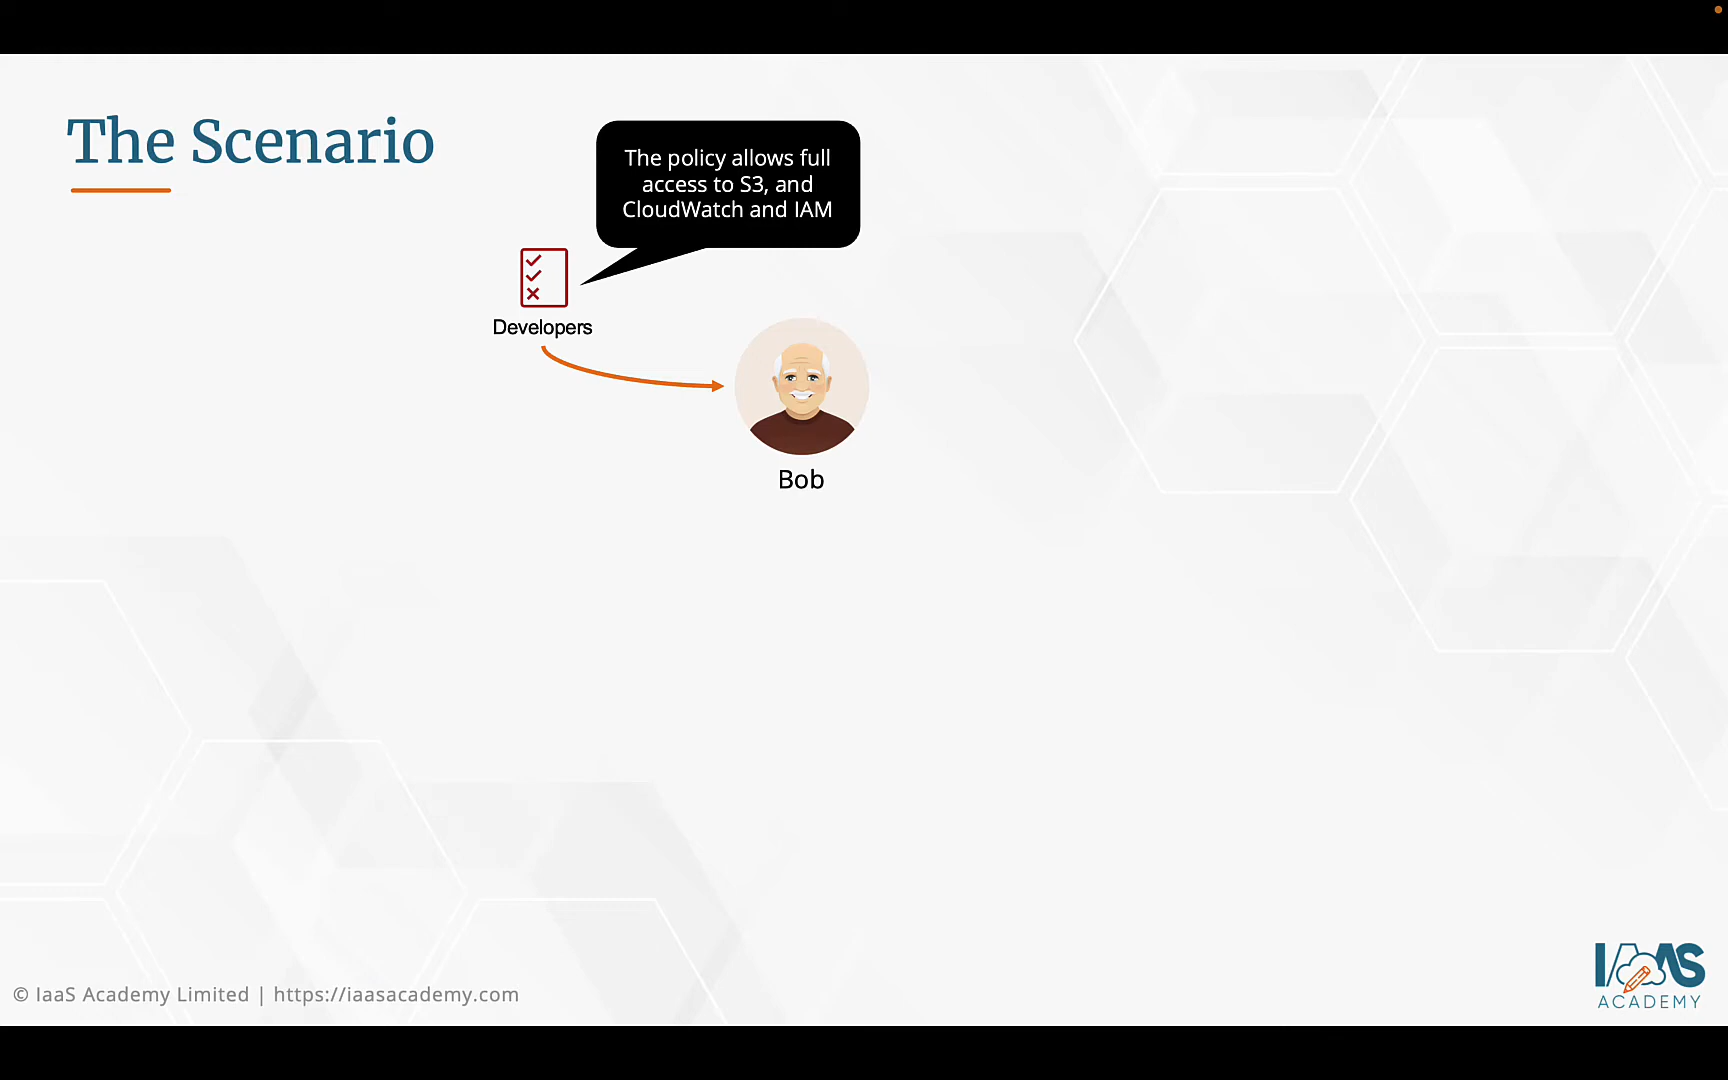 The Scenario
The policy allows full
access to S3, and
CloudWatch and IAM
Developers
Bob
© IaaS Academy Limited | https://iaasacademy.com
IAAS
ACADEMY